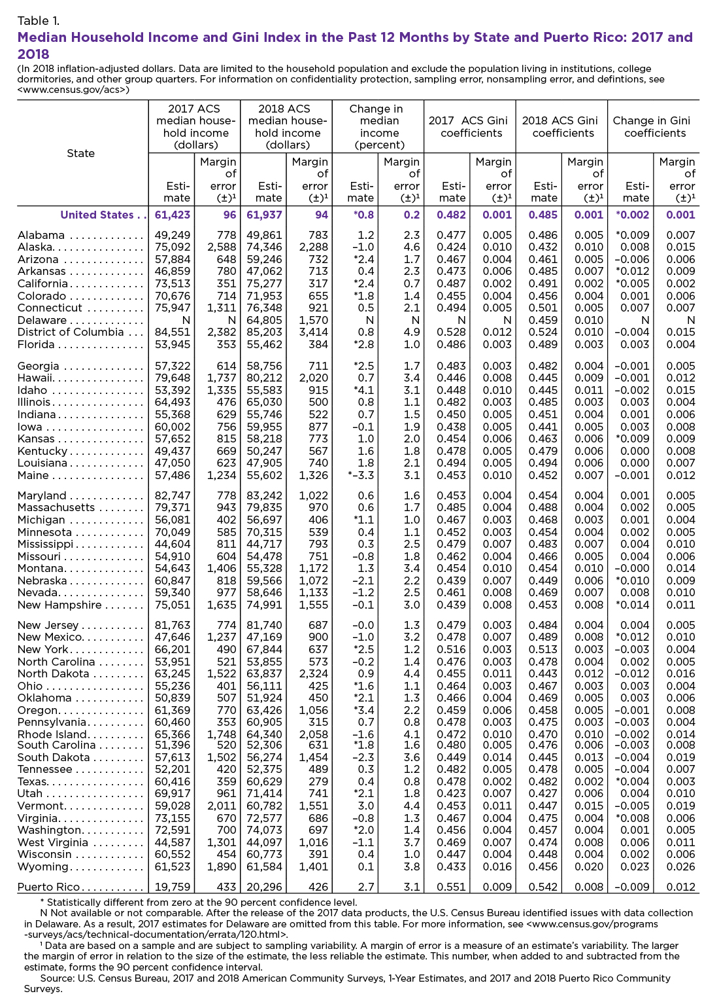 Table 1.
Median Household Income and Gini Index in the Past 12 Months by State and Puerto Rico: 2017 and
2018
(In 2018 inflation-adjusted dollars. Data are limited to the household population and exclude the population living in institutions, college
dormitories, and other group quarters. For information on confidentiality protection, sampling error, nonsampling error, and defintions, see
<www.census.gov/acs>)
State
2017 ACS
median house-
hold income
(dollars)
2018 ACS
median house-
hold income
(dollars)
Change in
median
income
(percent)
2017 ACS Gini
coefficients
2018 ACS Gini
coefficients
Change in Gini
coefficients
Esti-
mate
Margin
of
error
(±)¹
Esti-
mate
Margin
of
error
(±)¹
Esti-
mate
Margin
of
error
(±)¹
Esti-
mate
Margin
of
error
(±)¹
Esti-
mate
Margin
of
error
(±)¹
Esti-
mate
Margin
of
error
(±)¹
United States . . 61,423 96 61,937 94 *0.8 0.2 0.482 0.001 0.485 0.001 *0.002 0.001
Alabama . . . . . . . . . . . . . 49,249 778 49,861 783 1.2 2.3 0.477 0.005 0.486 0.005 *0.009 0.007
Alaska. . . . . . . . . . . . . . . . 75,092 2,588 74,346 2,288 –1.0 4.6 0.424 0.010 0.432 0.010 0.008 0.015
Arizona . . . . . . . . . . . . . . 57,884 648 59,246 732 *2.4 1.7 0.467 0.004 0.461 0.005 –0.006 0.006
Arkansas . . . . . . . . . . . . . 46,859 780 47,062 713 0.4 2.3 0.473 0.006 0.485 0.007 *0.012 0.009
California . . . . . . . . . . . . . 73,513 351 75,277 317 *2.4 0.7 0.487 0.002 0.491 0.002 *0.005 0.002
Colorado . . . . . . . . . . . . . 70,676 714 71,953 655 *1.8 1.4 0.455 0.004 0.456 0.004 0.001 0.006
Connecticut . . . . . . . . . . 75,947 1,311 76,348 921 0.5 2.1 0.494 0.005 0.501 0.005 0.007 0.007
Delaware . . . . . . . . . . . . . N N 64,805 1,570 N N N N 0.459 0.010 N N
District of Columbia . . . 84,551 2,382 85,203 3,414 0.8 4.9 0.528 0.012 0.524 0.010 –0.004 0.015
Florida . . . . . . . . . . . . . . . 53,945 353 55,462 384 *2.8 1.0 0.486 0.003 0.489 0.003 0.003 0.004
Georgia . . . . . . . . . . . . . . 57,322 614 58,756 711 *2.5 1.7 0.483 0.003 0.482 0.004 –0.001 0.005
Hawaii. . . . . . . . . . . . . . . . 79,648 1,737 80,212 2,020 0.7 3.4 0.446 0.008 0.445 0.009 –0.001 0.012
Idaho . . . . . . . . . . . . . . . . 53,392 1,335 55,583 915 *4.1 3.1 0.448 0.010 0.445 0.011 –0.002 0.015
Illinois . . . . . . . . . . . . . . . . 64,493 476 65,030 500 0.8 1.1 0.482 0.003 0.485 0.003 0.003 0.004
Indiana . . . . . . . . . . . . . . . 55,368 629 55,746 522 0.7 1.5 0.450 0.005 0.451 0.004 0.001 0.006
Iowa . . . . . . . . . . . . . . . . . 60,002 756 59,955 877 –0.1 1.9 0.438 0.005 0.441 0.005 0.003 0.008
Kansas . . . . . . . . . . . . . . . 57,652 815 58,218 773 1.0 2.0 0.454 0.006 0.463 0.006 *0.009 0.009
Kentucky . . . . . . . . . . . . . 49,437 669 50,247 567 1.6 1.8 0.478 0.005 0.479 0.006 0.000 0.008
Louisiana . . . . . . . . . . . . . 47,050 623 47,905 740 1.8 2.1 0.494 0.005 0.494 0.006 0.000 0.007
Maine . . . . . . . . . . . . . . . . 57,486 1,234 55,602 1,326 *–3.3 3.1 0.453 0.010 0.452 0.007 –0.001 0.012
Maryland . . . . . . . . . . . . . 82,747 778 83,242 1,022 0.6 1.6 0.453 0.004 0.454 0.004 0.001 0.005
Massachusetts . . . . . . . . 79,371 943 79,835 970 0.6 1.7 0.485 0.004 0.488 0.004 0.002 0.005
Michigan . . . . . . . . . . . . . 56,081 402 56,697 406 *1.1 1.0 0.467 0.003 0.468 0.003 0.001 0.004
Minnesota . . . . . . . . . . . . 70,049 585 70,315 539 0.4 1.1 0.452 0.003 0.454 0.004 0.002 0.005
Mississippi . . . . . . . . . . . . 44,604 811 44,717 793 0.3 2.5 0.479 0.007 0.483 0.007 0.004 0.010
Missouri . . . . . . . . . . . . . . 54,910 604 54,478 751 –0.8 1.8 0.462 0.004 0.466 0.005 0.004 0.006
Montana. . . . . . . . . . . . . . 54,643 1,406 55,328 1,172 1.3 3.4 0.454 0.010 0.454 0.010 –0.000 0.014
Nebraska . . . . . . . . . . . . . 60,847 818 59,566 1,072 –2.1 2.2 0.439 0.007 0.449 0.006 *0.010 0.009
Nevada. . . . . . . . . . . . . . . 59,340 977 58,646 1,133 –1.2 2.5 0.461 0.008 0.469 0.007 0.008 0.010
New Hampshire . . . . . . . 75,051 1,635 74,991 1,555 –0.1 3.0 0.439 0.008 0.453 0.008 *0.014 0.011
New Jersey . . . . . . . . . . . 81,763 774 81,740 687 –0.0 1.3 0.479 0.003 0.484 0.004 0.004 0.005
New Mexico. . . . . . . . . . . 47,646 1,237 47,169 900 –1.0 3.2 0.478 0.007 0.489 0.008 *0.012 0.010
New York . . . . . . . . . . . . . 66,201 490 67,844 637 *2.5 1.2 0.516 0.003 0.513 0.003 –0.003 0.004
North Carolina . . . . . . . . 53,951 521 53,855 573 –0.2 1.4 0.476 0.003 0.478 0.004 0.002 0.005
North Dakota . . . . . . . . . 63,245 1,522 63,837 2,324 0.9 4.4 0.455 0.011 0.443 0.012 –0.012 0.016
Ohio . . . . . . . . . . . . . . . . . 55,236 401 56,111 425 *1.6 1.1 0.464 0.003 0.467 0.003 0.003 0.004
Oklahoma . . . . . . . . . . . . 50,839 507 51,924 450 *2.1 1.3 0.466 0.004 0.469 0.005 0.003 0.006
Oregon. . . . . . . . . . . . . . . 61,369 770 63,426 1,056 *3.4 2.2 0.459 0.006 0.458 0.005 –0.001 0.008
Pennsylvania . . . . . . . . . . 60,460 353 60,905 315 0.7 0.8 0.478 0.003 0.475 0.003 –0.003 0.004
Rhode Island. . . . . . . . . . 65,366 1,748 64,340 2,058 –1.6 4.1 0.472 0.010 0.470 0.010 –0.002 0.014
South Carolina . . . . . . . . 51,396 520 52,306 631 *1.8 1.6 0.480 0.005 0.476 0.006 –0.003 0.008
South Dakota . . . . . . . . . 57,613 1,502 56,274 1,454 –2.3 3.6 0.449 0.014 0.445 0.013 –0.004 0.019
Tennessee . . . . . . . . . . . . 52,201 420 52,375 489 0.3 1.2 0.482 0.005 0.478 0.005 –0.004 0.007
Texas. . . . . . . . . . . . . . . . . 60,416 359 60,629 279 0.4 0.8 0.478 0.002 0.482 0.002 *0.004 0.003
Utah . . . . . . . . . . . . . . . . . 69,917 961 71,414 741 *2.1 1.8 0.423 0.007 0.427 0.006 0.004 0.010
Vermont. . . . . . . . . . . . . . 59,028 2,011 60,782 1,551 3.0 4.4 0.453 0.011 0.447 0.015 –0.005 0.019
Virginia. . . . . . . . . . . . . . . 73,155 670 72,577 686 –0.8 1.3 0.467 0.004 0.475 0.004 *0.008 0.006
Washington. . . . . . . . . . . 72,591 700 74,073 697 *2.0 1.4 0.456 0.004 0.457 0.004 0.001 0.005
West Virginia . . . . . . . . . 44,587 1,301 44,097 1,016 –1.1 3.7 0.469 0.007 0.474 0.008 0.006 0.011
Wisconsin . . . . . . . . . . . . 60,552 454 60,773 391 0.4 1.0 0.447 0.004 0.448 0.004 0.002 0.006
Wyoming . . . . . . . . . . . . . 61,523 1,890 61,584 1,401 0.1 3.8 0.433 0.016 0.456 0.020 0.023 0.026
Puerto Rico . . . . . . . . . . . 19,759 433 20,296 426 2.7 3.1 0.551 0.009 0.542 0.008 –0.009 0.012
* Statistically different from zero at the 90 percent confidence level.
N Not available or not comparable. After the release of the 2017 data products, the U.S. Census Bureau identified issues with data collection
in Delaware. As a result, 2017 estimates for Delaware are omitted from this table. For more information, see <www.census.gov/programs
-surveys/acs/technical-documentation/errata/120.html>.
¹ Data are based on a sample and are subject to sampling variability. A margin of error is a measure of an estimate's variability. The larger
the margin of error in relation to the size of the estimate, the less reliable the estimate. This number, when added to and subtracted from the
estimate, forms the 90 percent confidence interval.
Source: U.S. Census Bureau, 2017 and 2018 American Community Surveys, 1-Year Estimates, and 2017 and 2018 Puerto Rico Community
Surveys.